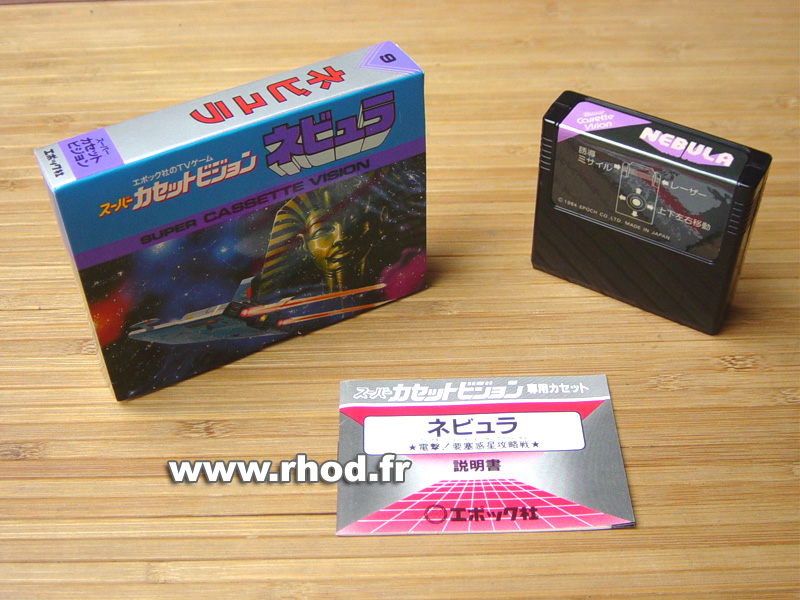 9
ネビュラ
スーパー
カセット
ビジョン
エポック社
エポック社のTVゲーム
スーパーカセットビジョン
ネビュラ
SUPER CASSETTE VISION
Super
Cassette
Vision
NEBULA
誘導
ミサイル
レーザー
上下左右移動
© 1984 EPOCH CO., LTD. MADE IN JAPAN
スーパーカセットビジョン専用カセット
ネビュラ
★電撃!要塞惑星攻略戦★
説明書
エポック社
www.rhod.fr